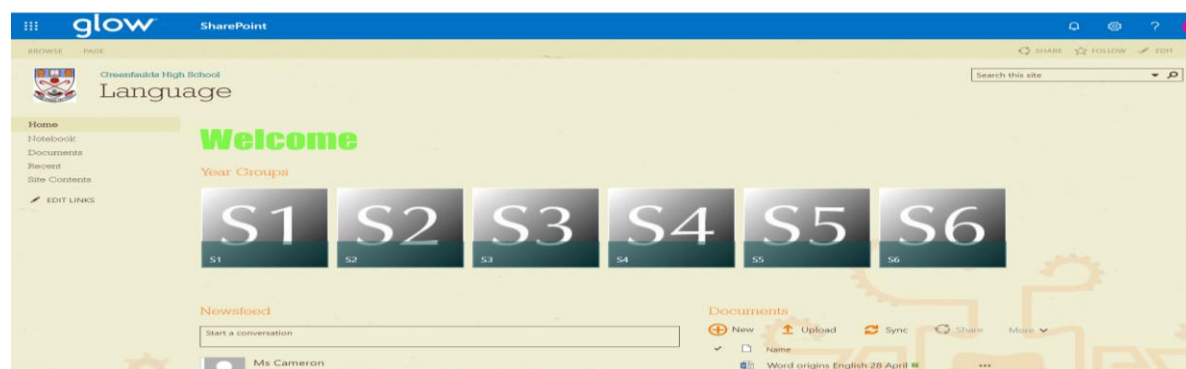 glow SharePoint ?
BROWSE PAGE SHARE FOLLOW EDIT
Greenfaulds High School
Language
Search this site
Home
Notebook
Documents
Recent
Site Contents
EDIT LINKS
Welcome
Year Groups
S1 S2 S3 S4 S5 S6
S1 S2 S3 S4 S5 S6
Newsfeed
Start a conversation
Ms Cameron
Documents
New Upload Sync Share More
Name
Word origins English 28 April ...